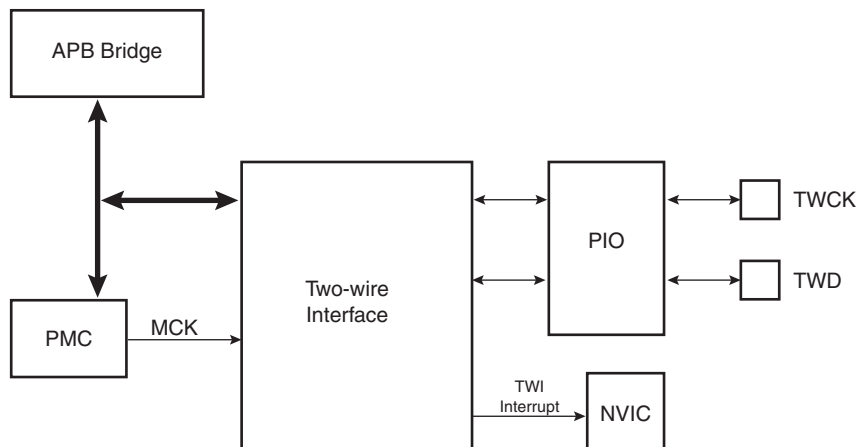 APB Bridge
TWCK
PIO
TWD
Two-wire
Interface
PMC
MCK
TWI
Interrupt
NVIC